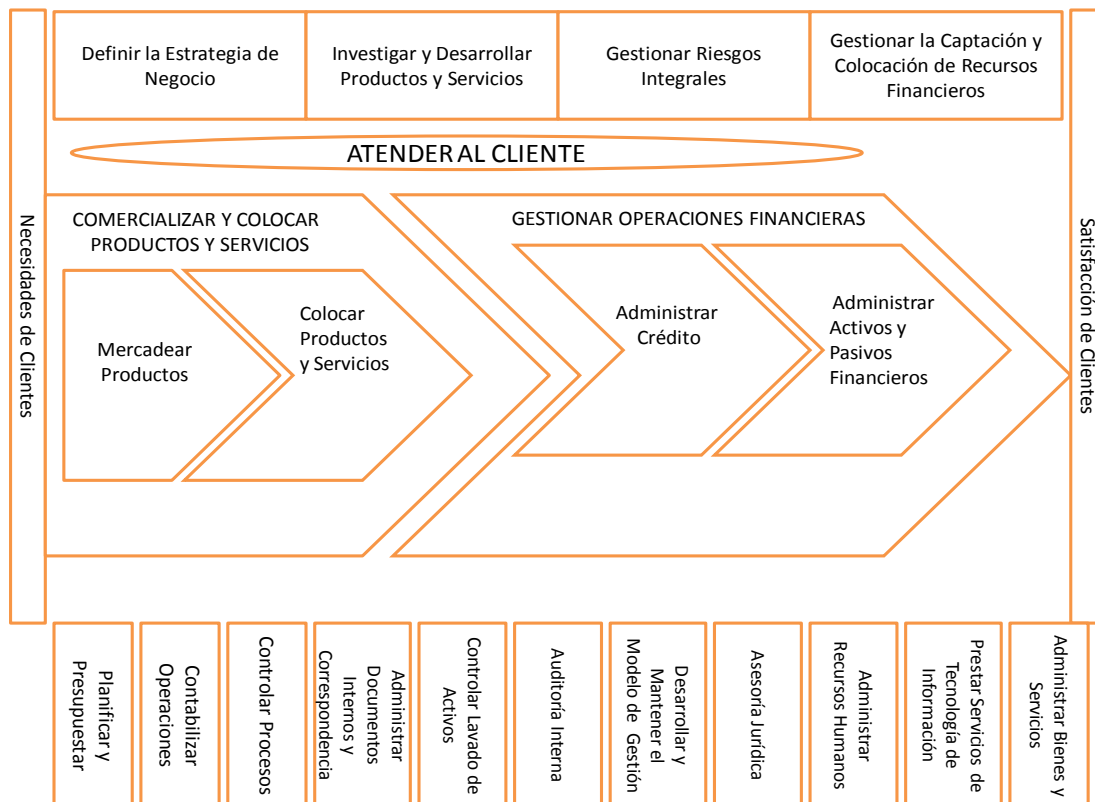 Definir la Estrategia de
Negocio
Investigar y Desarrollar
Productos y Servicios
Gestionar Riesgos
Integrales
Gestionar la Captación y
Colocación de Recursos
Financieros
ATENDER AL CLIENTE
Necesidades de Clientes
COMERCIALIZAR Y COLOCAR
PRODUCTOS Y SERVICIOS
Mercadear
Productos
Colocar
Productos
y Servicios
GESTIONAR OPERACIONES FINANCIERAS
Administrar
Crédito
Administrar
Activos y
Pasivos
Financieros
Satisfacción de Clientes
Planificar y
Presupuestar
Contabilizar
Operaciones
Controlar Procesos
Administrar
Documentos
Internos y
Correspondencia
Controlar Lavado de
Activos
Auditoría Interna
Desarrollar y
Mantener el
Modelo de Gestión
Asesoría Jurídica
Administrar
Recursos Humanos
Prestar Servicios de
Tecnología de
Información
Administrar Bienes y
Servicios